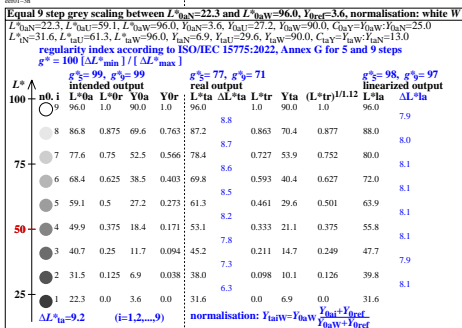 Equal 9 step grey scaling between L*0aN=22.3 and L*0aW=96.0, Y0ref=3.6, normalisation: white W
L*0aN=22.3, L*0aU=59.1, L*0aW=96.0, Y0aN=3.6, Y0aU=27.2, Y0aW=90.0, C0aY=Y0aW:Y0aN=25.0
L*tN=31.6, L*taU=61.3, L*taW=96.0, YtaN=6.9, YtaU=29.6, YtaW=90.0, CtaY=YtaW:YtaN=13.0
regularity index according to ISO/IEC 15775:2022, Annex G for 5 and 9 steps
g* = 100 [ΔL*min ] / [ ΔL*max ]
g*5= 99, g*9= 99 g*5= 77, g*9= 71 g*5= 98, g*9= 97
L* intended output real output linearized output
n0. i L*0a L*0r Y0a Y0r L*ta ΔL*ta L*tr Yta (L*tr)1/1.12 L*la ΔL*la
100 9 96.0 1.0 90.0 1.0 96.0 1.0 90.0 1.0 96.0
8.8 7.9
8 86.8 0.875 69.6 0.763 87.2 0.863 70.4 0.877 88.0
8.7 8.0
7 77.6 0.75 52.5 0.566 78.4 0.727 53.9 0.752 80.0
75
8.6 8.1
6 68.4 0.625 38.5 0.403 69.8 0.593 40.4 0.627 72.0
8.5 8.1
5 59.1 0.5 27.2 0.273 61.3 0.461 29.6 0.501 63.9
8.2 8.1
50 4 49.9 0.375 18.4 0.171 53.1 0.333 21.1 0.375 55.8
7.8 8.1
3 40.7 0.25 11.7 0.094 45.2 0.211 14.7 0.249 47.7
7.3 7.9
2 31.5 0.125 6.9 0.038 38.0 0.098 10.1 0.126 39.8
6.3 8.1
25 1 22.3 0.0 3.6 0.0 31.6 0.0 6.9 0.0 31.6
ΔL*ta=9.2 (i=1,2,...,9) normalisation: YtaiW=Y0aW Y0ai+Y0ref
Y0aW+Y0ref